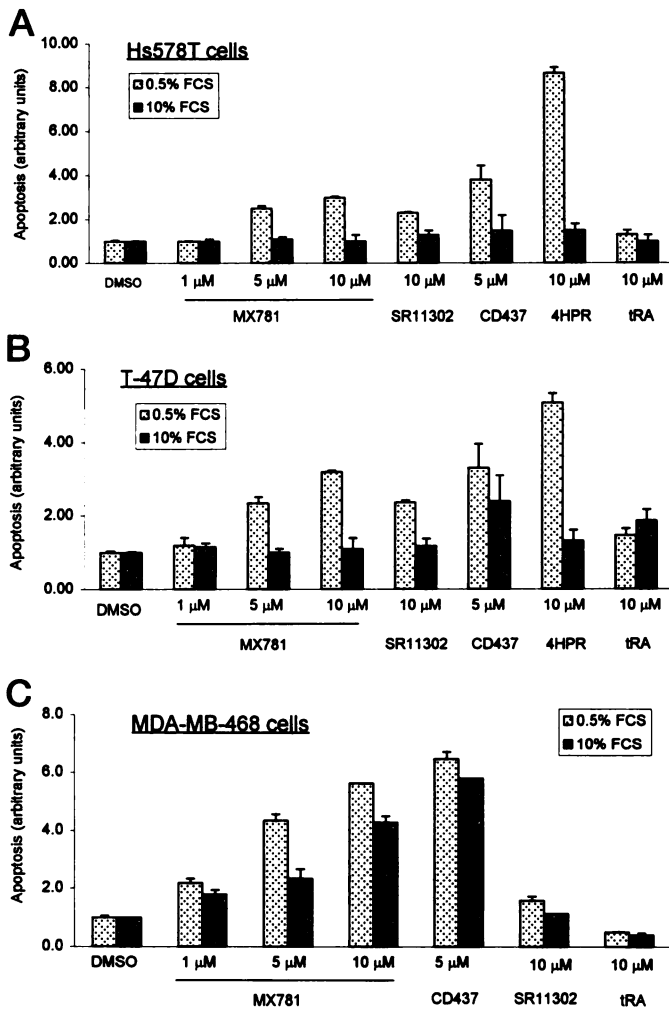 A
Hs578T cells
0.5% FCS
10% FCS
Apoptosis (arbitrary units)
10.00
8.00
6.00
4.00
2.00
0.00
DMSO
1 µM
5 µM
10 µM
10 µM
5 µM
10 µM
10 µM
MX781
SR11302
CD437
4HPR
tRA
B
T-47D cells
0.5% FCS
10% FCS
Apoptosis (arbitrary units)
6.00
4.00
2.00
0.00
DMSO
1 µM
5 µM
10 µM
10 µM
5 µM
10 µM
10 µM
MX781
SR11302
CD437
4HPR
tRA
C
MDA-MB-468 cells
0.5% FCS
10% FCS
Apoptosis (arbitrary units)
8.0
6.0
4.0
2.0
0.0
DMSO
1 µM
5 µM
10 µM
5 µM
10 µM
10 µM
MX781
CD437
SR11302
tRA